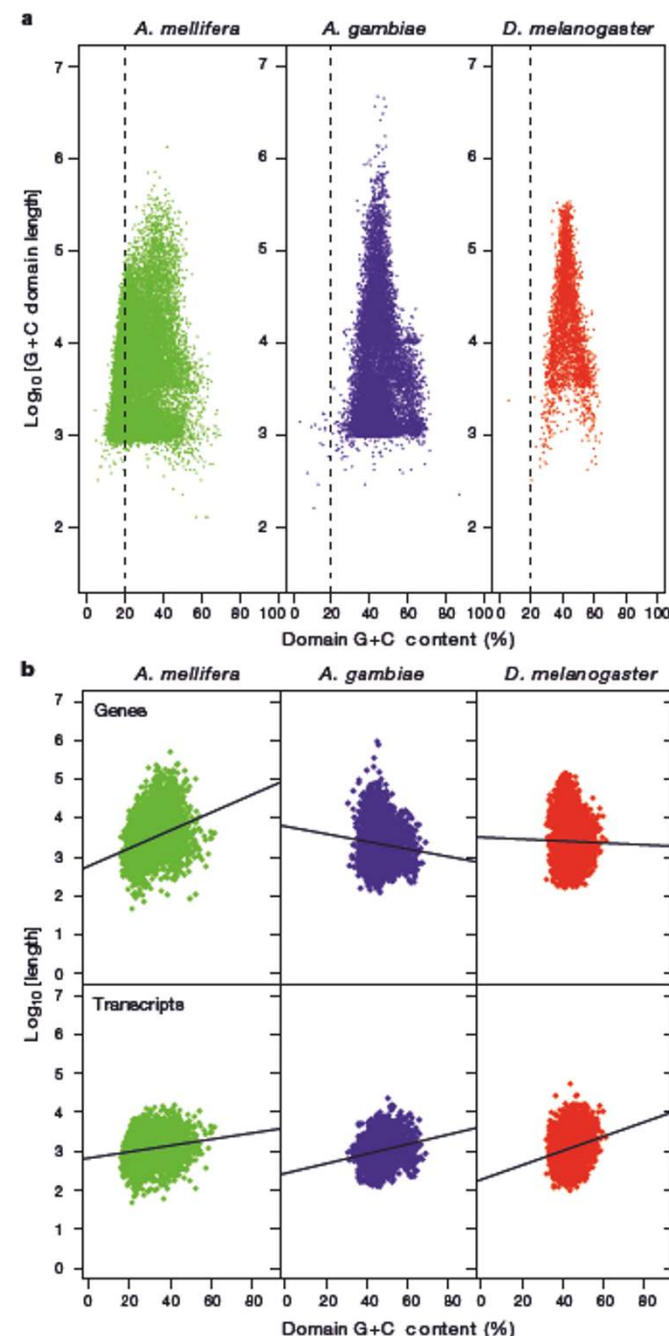 a
A. mellifera A. gambiae D. melanogaster
7 7 7
6 6 6
5 5 5
4 4 4
3 3 3
2 2 2
Log10 [G+C domain length]
0 20 40 60 80 100 0 20 40 60 80 100 0 20 40 60 80 100
Domain G+C content (%)
b
A. mellifera A. gambiae D. melanogaster
7
Genes
6
5
4
3
2
1
0
Log10 [length]
7
Transcripts
6
5
4
3
2
1
0
0 20 40 60 80 0 20 40 60 80 0 20 40 60 80
Domain G+C content (%)